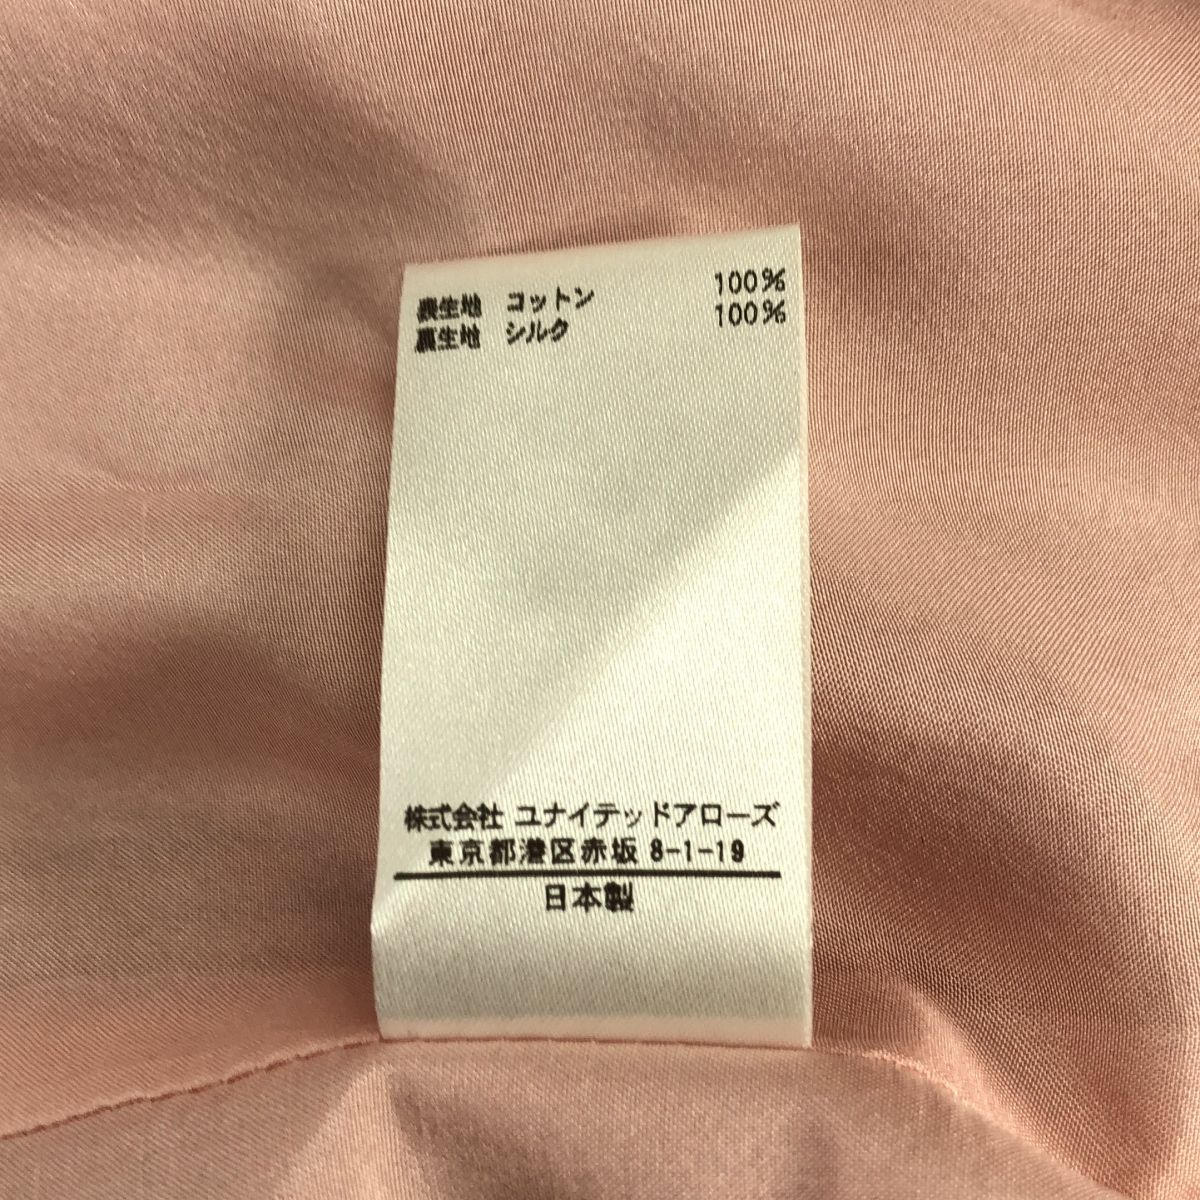 表生地 コットン 100%
裏生地 シルク 100%
株式会社 ユナイテッドアローズ
東京都港区赤坂 8-1-19
日本製